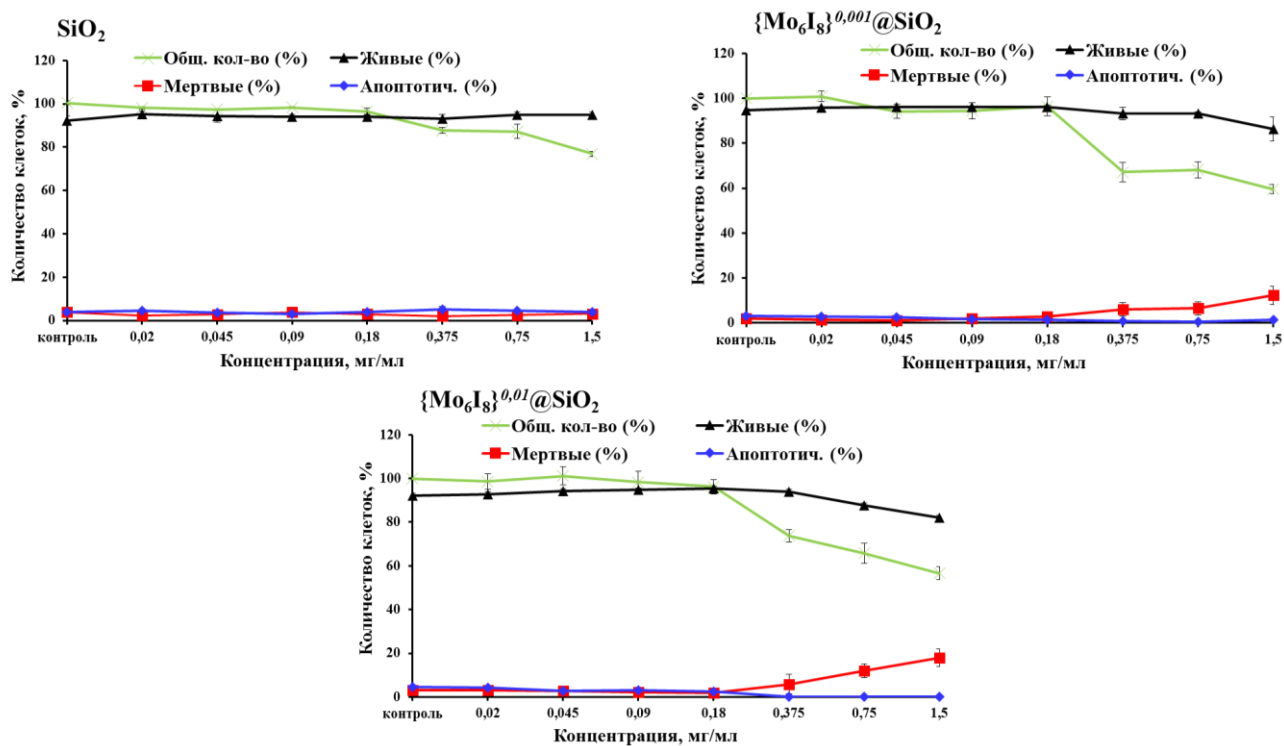 SiO₂
Общ. кол-во (%) Живые (%)
Мертвые (%) Апоптотич. (%)
Количество клеток, %
120
100
80
60
40
20
0
контроль 0,02 0,045 0,09 0,18 0,375 0,75 1,5
Концентрация, мг/мл
{Mo₆I₈}⁰,⁰⁰¹@SiO₂
Общ. кол-во (%) Живые (%)
Мертвые (%) Апоптотич. (%)
Количество клеток, %
120
100
80
60
40
20
0
контроль 0,02 0,045 0,09 0,18 0,375 0,75 1,5
Концентрация, мг/мл
{Mo₆I₈}⁰,⁰¹@SiO₂
Общ. кол-во (%) Живые (%)
Мертвые (%) Апоптотич. (%)
Количество клеток, %
120
100
80
60
40
20
0
контроль 0,02 0,045 0,09 0,18 0,375 0,75 1,5
Концентрация, мг/мл